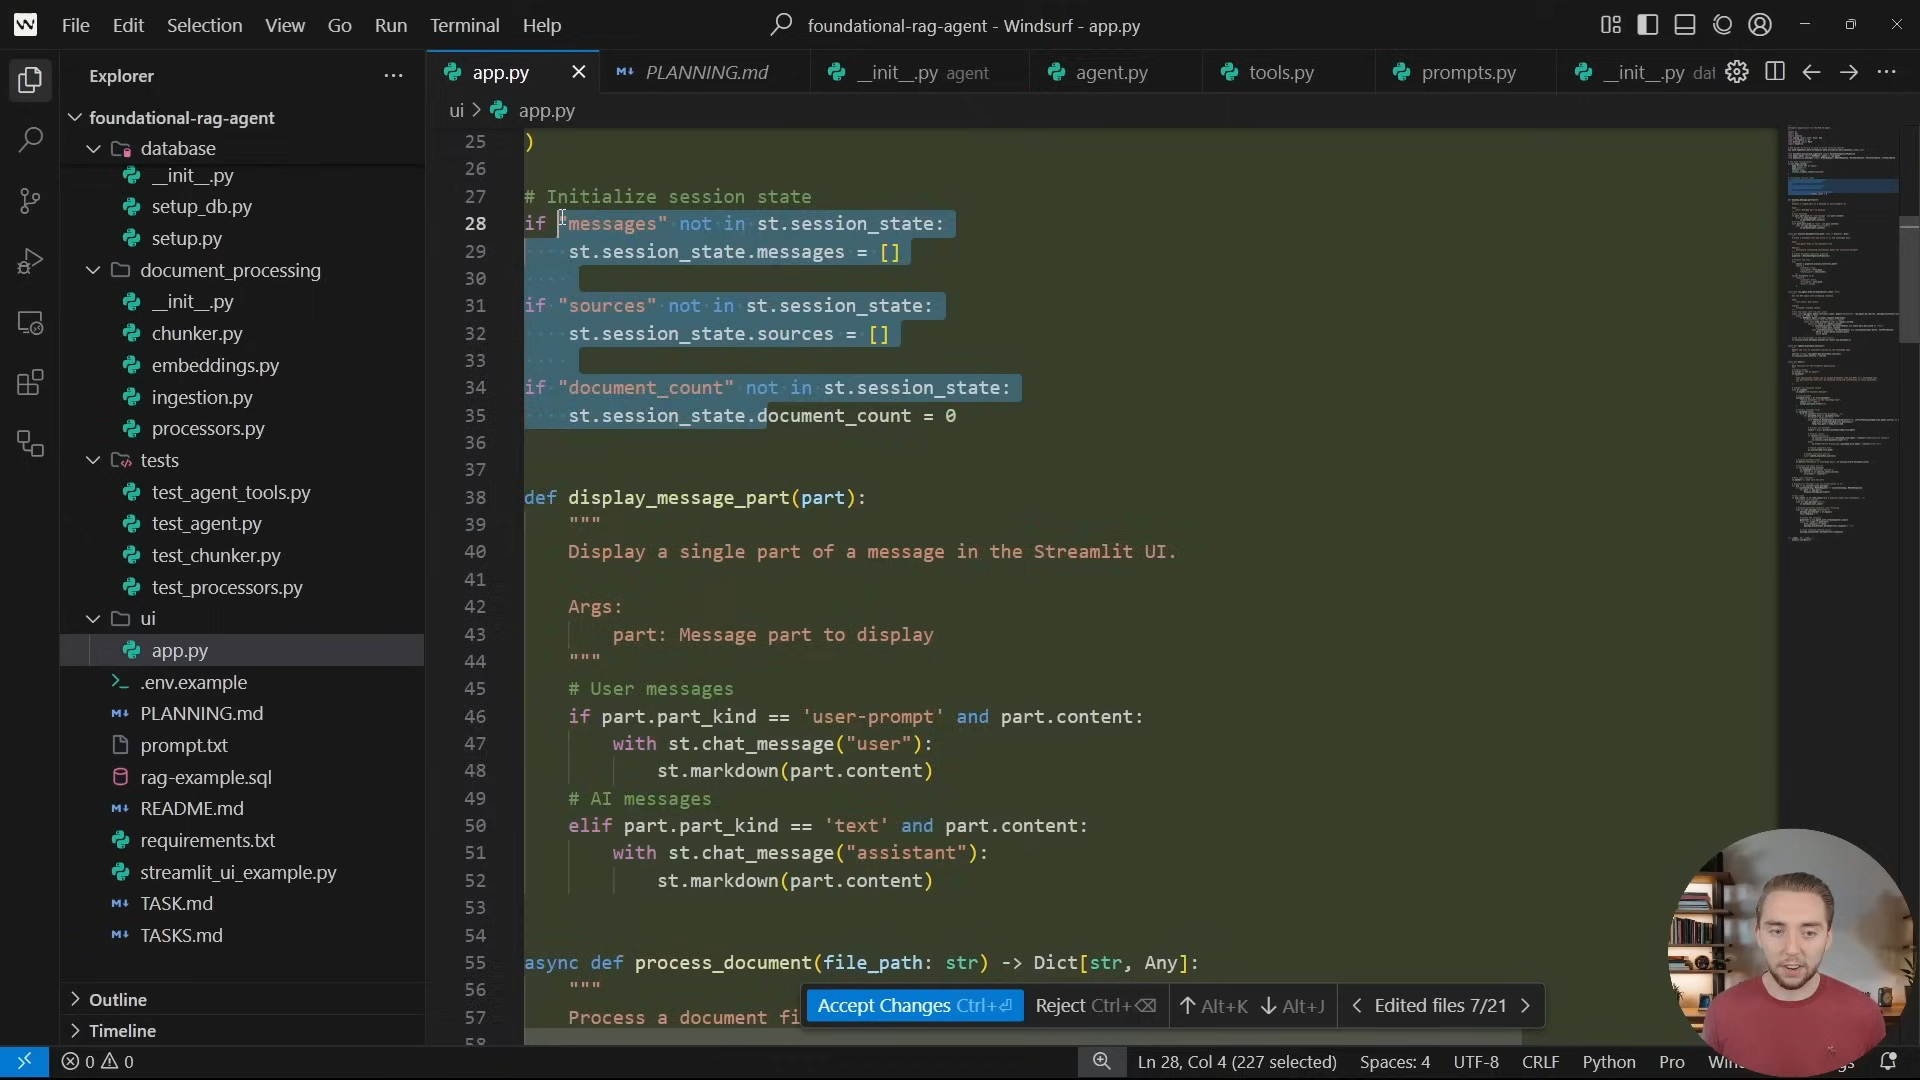 File Edit Selection View Go Run Terminal Help
foundational-rag-agent - Windsurf - app.py
Explorer
foundational-rag-agent
database
__init__.py
setup_db.py
setup.py
document_processing
__init__.py
chunker.py
embeddings.py
ingestion.py
processors.py
tests
test_agent_tools.py
test_agent.py
test_chunker.py
test_processors.py
ui
app.py
.env.example
PLANNING.md
prompt.txt
rag-example.sql
README.md
requirements.txt
streamlit_ui_example.py
TASK.md
TASKS.md
Outline
Timeline
app.py PLANNING.md __init__.py agent agent.py tools.py prompts.py __init__.py dat
ui > app.py
25 )
26
27 # Initialize session state
28 if "messages" not in st.session_state:
29 st.session_state.messages = []
30
31 if "sources" not in st.session_state:
32 st.session_state.sources = []
33
34 if "document_count" not in st.session_state:
35 st.session_state.document_count = 0
36
37
38 def display_message_part(part):
39 """
40 Display a single part of a message in the Streamlit UI.
41
42 Args:
43 part: Message part to display
44 """
45 # User messages
46 if part.part_kind == 'user-prompt' and part.content:
47 with st.chat_message("user"):
48 st.markdown(part.content)
49 # AI messages
50 elif part.part_kind == 'text' and part.content:
51 with st.chat_message("assistant"):
52 st.markdown(part.content)
53
54
55 async def process_document(file_path: str) -> Dict[str, Any]:
56 """
57 Process a document fi
58
Accept Changes Ctrl+⏎ Reject Ctrl+⌫ ↑ Alt+K ↓ Alt+J < Edited files 7/21 >
0 0 Ln 28, Col 4 (227 selected) Spaces: 4 UTF-8 CRLF Python Pro